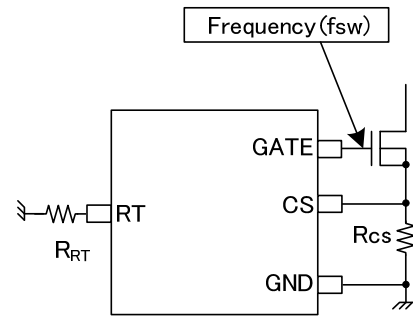 Frequency(fsw)
GATE
CS
RT
RRT
Rcs
GND